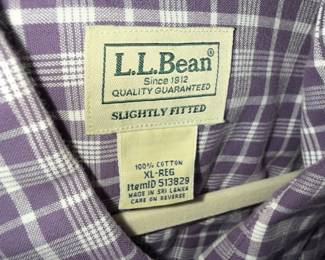 L.L.Bean®
Since 1912
QUALITY GUARANTEED
SLIGHTLY FITTED
100% COTTON
XL-REG
ItemID 513829
MADE IN SRI LANKA
CARE ON REVERSE